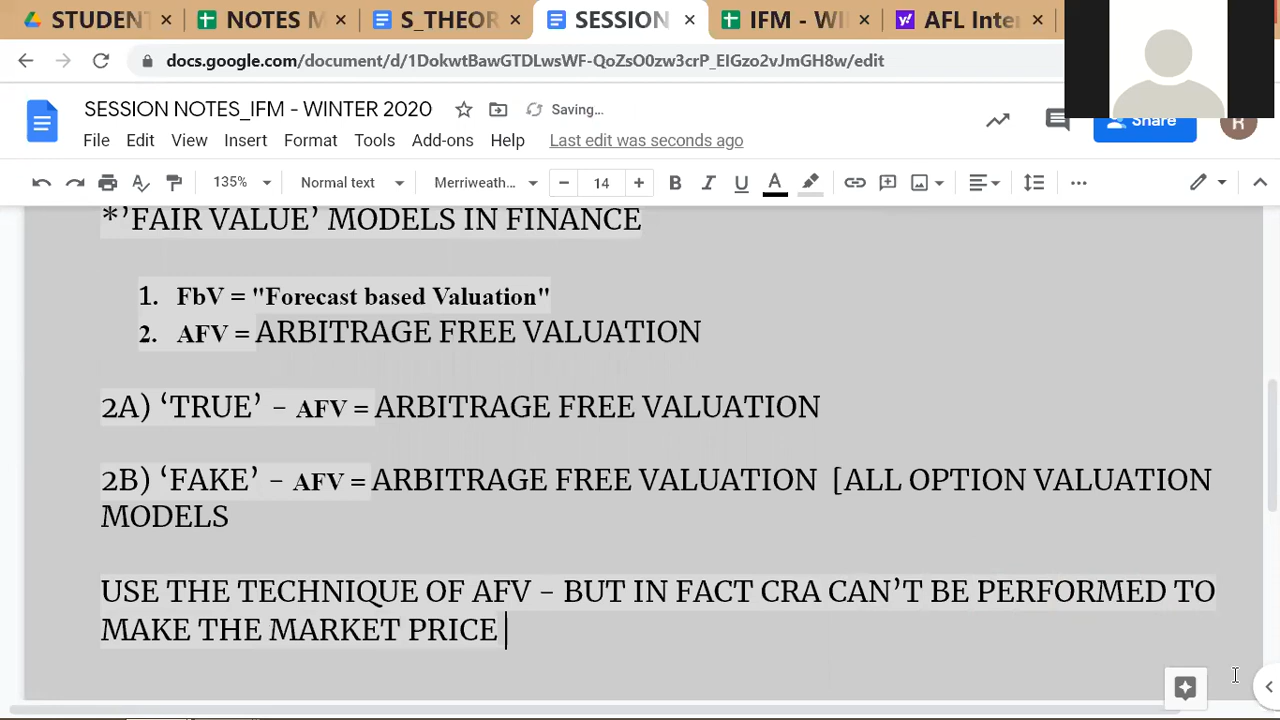 STUDENT
NOTES M
S_THEOR
SESSION
IFM - WI
AFL Inte
docs.google.com/document/d/1DokwtBawGTDLwsWF-QoZsO0zw3crP_EIGzo2vJmGH8w/edit
SESSION NOTES_IFM - WINTER 2020
Saving...
Share
R
File Edit View Insert Format Tools Add-ons Help Last edit was seconds ago
135% Normal text Merriweath... 14 B I U A
*’FAIR VALUE’ MODELS IN FINANCE
1. FbV = "Forecast based Valuation"
2. AFV = ARBITRAGE FREE VALUATION
2A) ‘TRUE’ - AFV = ARBITRAGE FREE VALUATION
2B) ‘FAKE’ - AFV = ARBITRAGE FREE VALUATION [ALL OPTION VALUATION
MODELS
USE THE TECHNIQUE OF AFV - BUT IN FACT CRA CAN’T BE PERFORMED TO
MAKE THE MARKET PRICE